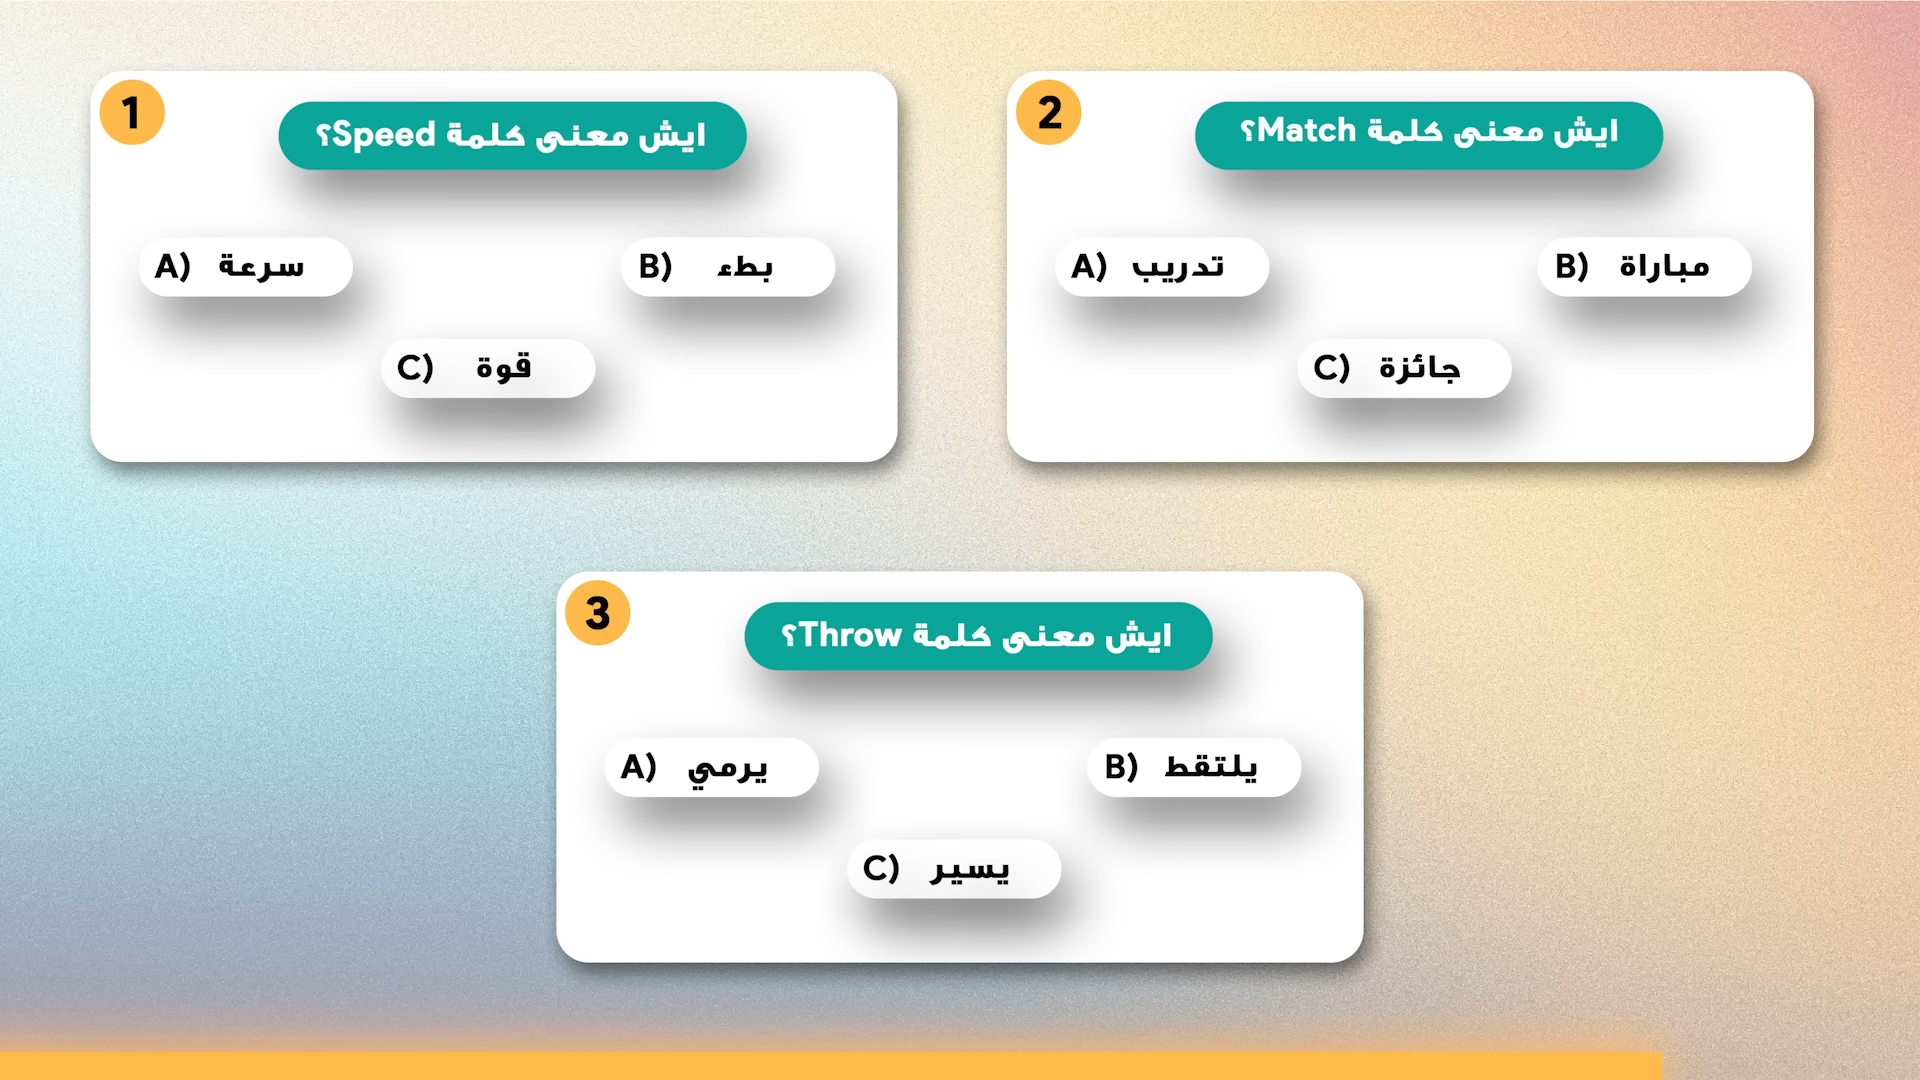 1
ايش معنى كلمة Speed؟
A) سرعة
B) بطء
C) قوة
2
ايش معنى كلمة Match؟
A) تدريب
B) مباراة
C) جائزة
3
ايش معنى كلمة Throw؟
A) يرمي
B) يلتقط
C) يسير